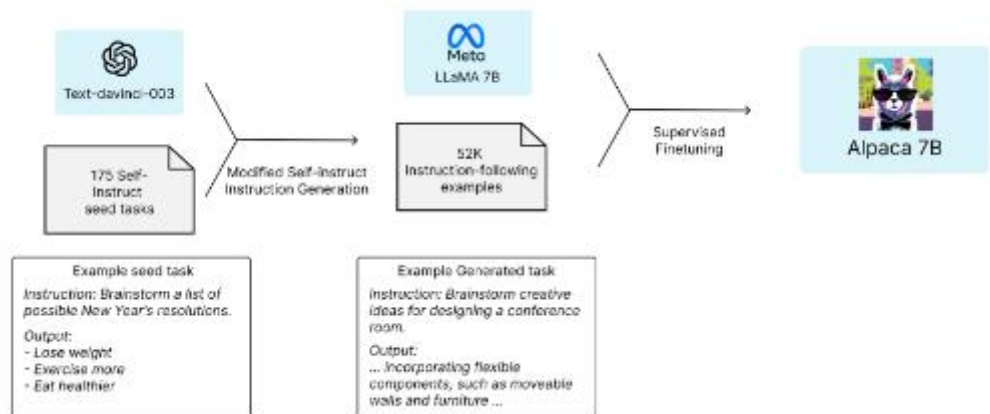 Text-davinci-003
175 Self-
Instruct
seed tasks
Modified Self-instruct
Instruction Generation
Meta
LLaMA 7B
52K
Instruction-following
examples
Supervised
Finetuning
Alpaca 7B
Example seed task
Instruction: Brainstorm a list of
possible New Year's resolutions.
Output:
- Lose weight
- Exercise more
- Eat healthier
Example Generated task
Instruction: Brainstorm creative
ideas for designing a conference
room.
Output:
... incorporating flexible
components, such as moveable
walls and furniture ...